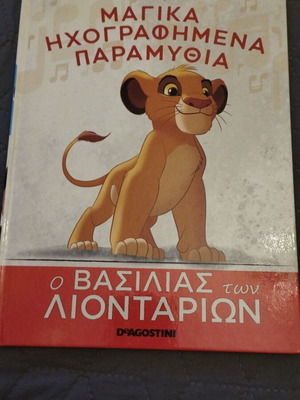 ΜΑΓΙΚΑ
ΗΧΟΓΡΑΦΗΜΕΝΑ
ΠΑΡΑΜΥΘΙΑ
Ο ΒΑΣΙΛΙΑΣ των
ΛΙΟΝΤΑΡΙΩΝ
DeAGOSTINI